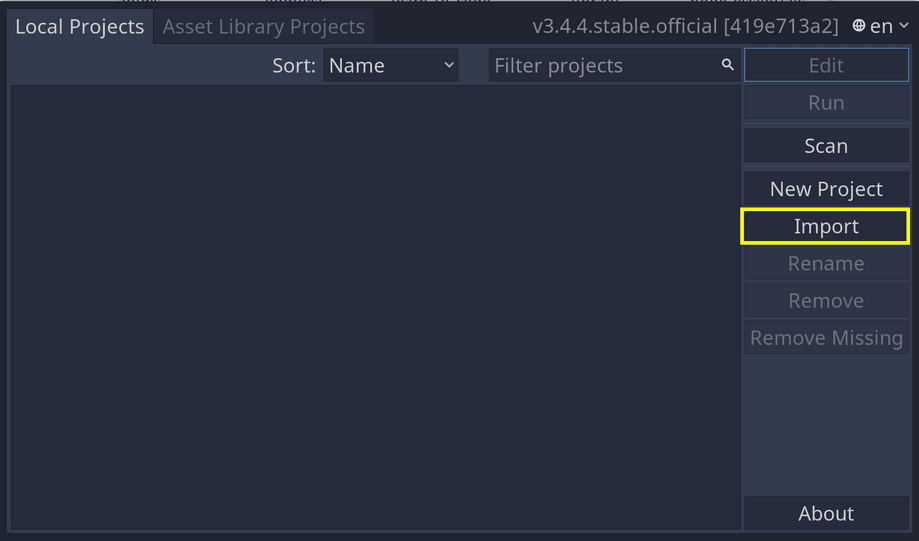 Local Projects
Asset Library Projects
v3.4.4.stable.official [419e713a2]
en
Sort:
Name
Filter projects
Edit
Run
Scan
New Project
Import
Rename
Remove
Remove Missing
About